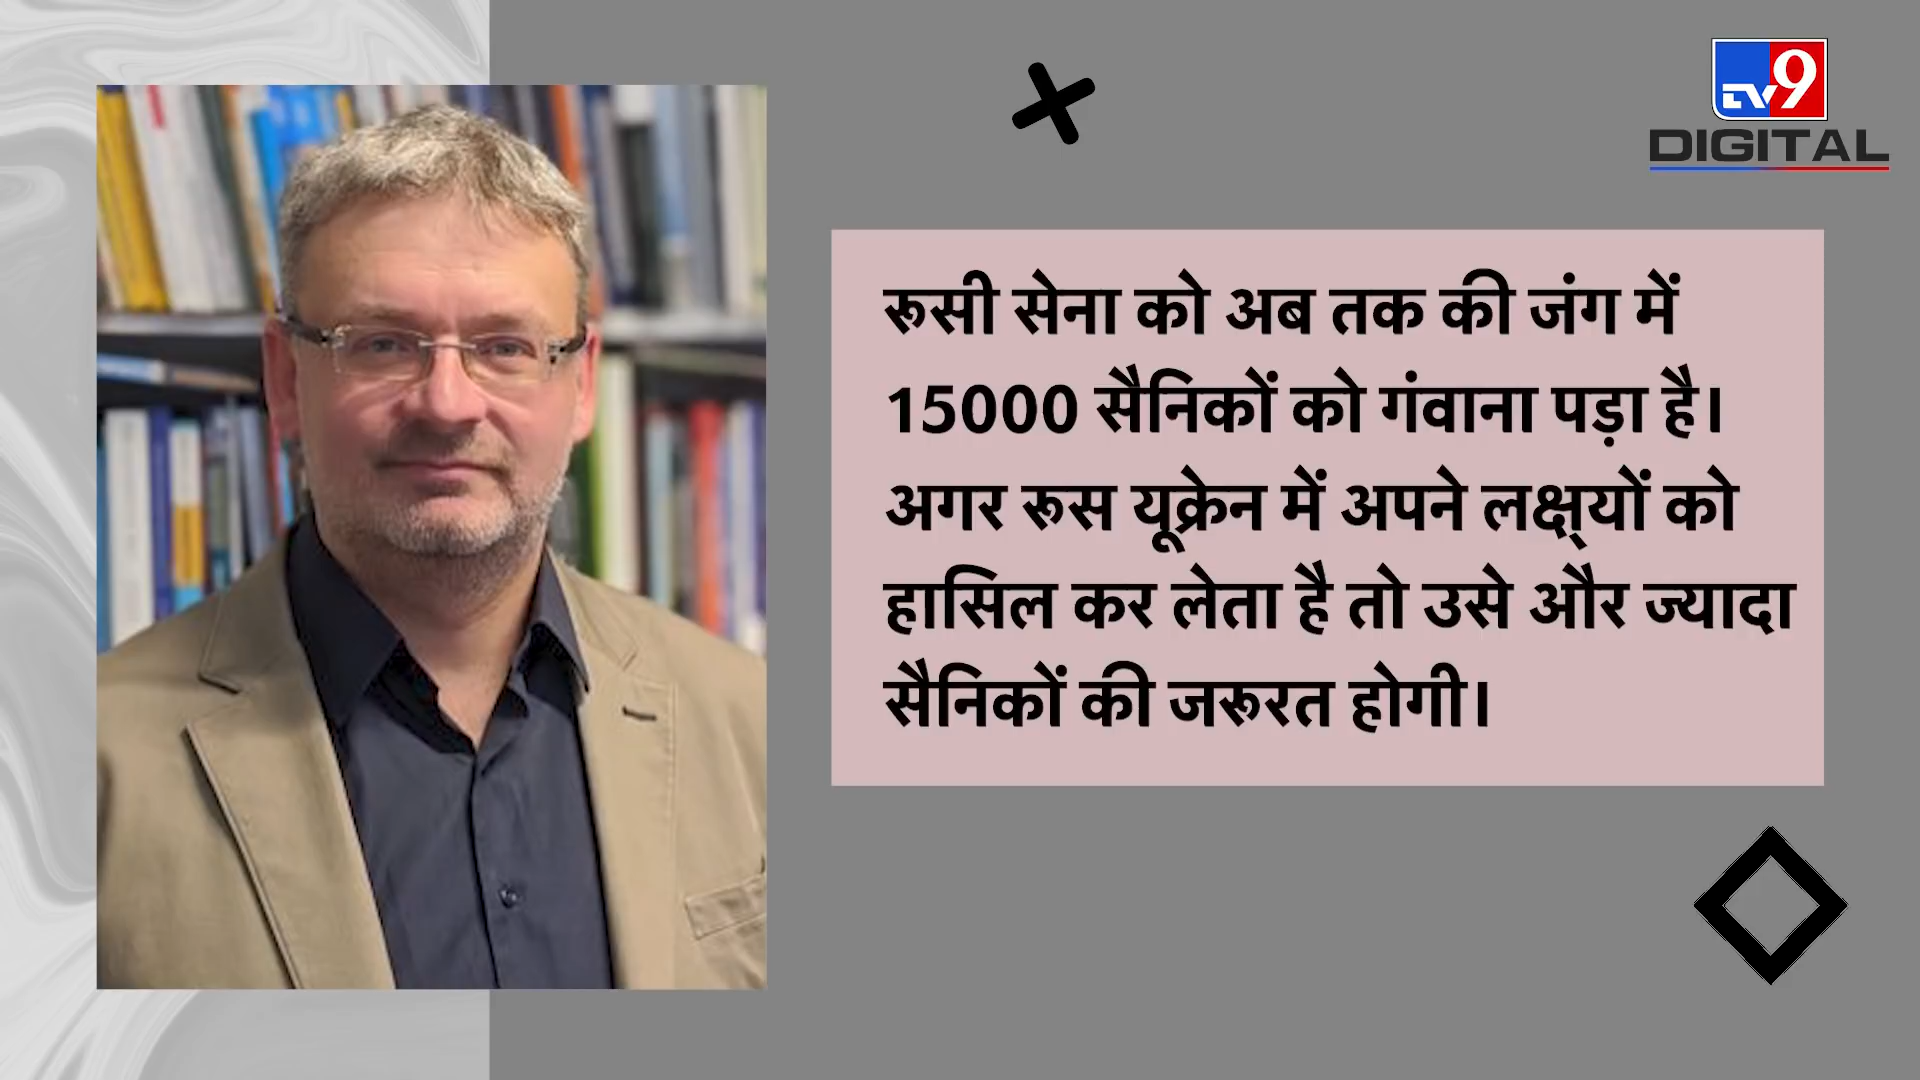 TV9
DIGITAL
रूसी सेना को अब तक की जंग में
15000 सैनिकों को गंवाना पड़ा है।
अगर रूस यूक्रेन में अपने लक्ष्यों को
हासिल कर लेता है तो उसे और ज्यादा
सैनिकों की जरूरत होगी।